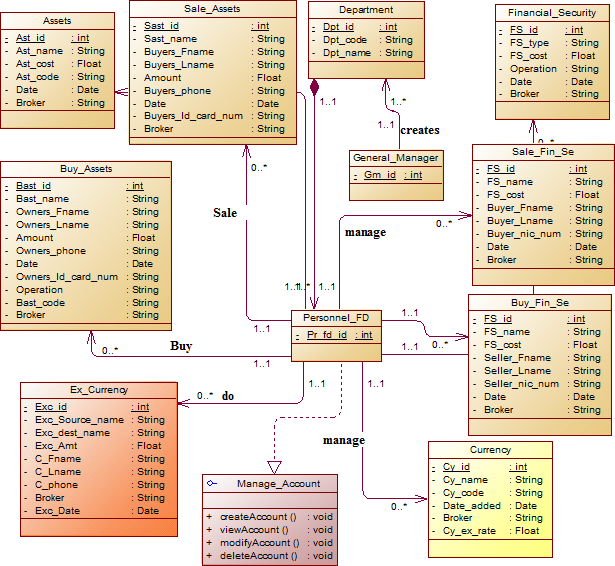 Assets
- Ast_id : int
- Ast_name : String
- Ast_cost : Float
- Ast_code : String
- Date : Date
- Broker : String
Sale_Assets
- Sast_id : int
- Sast_name : String
- Buyers_Fname : String
- Buyers_Lname : String
- Amount : Float
- Buyers_phone : String
- Date : Date
- Buyers_Id_card_num : String
- Broker : String
Department
- Dpt_id : int
- Dpt_code : String
- Dpt_name : String
Financial_Security
- FS_id : int
- FS_type : String
- FS_cost : Float
- Operation : String
- Date : Date
- Broker : String
1..1
1..*
1..1
creates
General_Manager
- Gm_id : int
0..*
Sale_Fin_Se
- FS_id : int
- FS_name : String
- FS_cost : Float
- Buyer_Fname : String
- Buyer_Lname : String
- Buyer_nic_num : String
- Date : Date
- Broker : String
Buy_Assets
- Bast_id : int
- Bast_name : String
- Owners_Fname : String
- Owners_Lname : String
- Amount : Float
- Owners_phone : String
- Date : Date
- Owners_Id_card_num : String
- Operation : String
- Bast_code : String
- Broker : String
0..*
Sale
manage
0..*
1..1
1..*
1..1
1..1
Personnel_FD
- Pr_fd_id : int
1..1
0..*
1..1
Buy_Fin_Se
- FS_id : int
- FS_name : String
- FS_cost : Float
- Seller_Fname : String
- Seller_Lname : String
- Seller_nic_num : String
- Date : Date
- Broker : String
0..*
Buy
1..1
1..1
1..1
Ex_Currency
- Exc_id : int
- Exc_Source_name : String
- Exc_dest_name : String
- Exc_Amt : Float
- C_Fname : String
- C_Lname : String
- C_phone : String
- Broker : String
- Exc_Date : Date
0..*
do
manage
0..*
Manage_Account
+ createAccount () : void
+ viewAccount () : void
+ modifyAccount () : void
+ deleteAccount () : void
Currency
- Cy_id : int
- Cy_name : String
- Cy_code : String
- Date_added : Date
- Broker : String
- Cy_ex_rate : Float